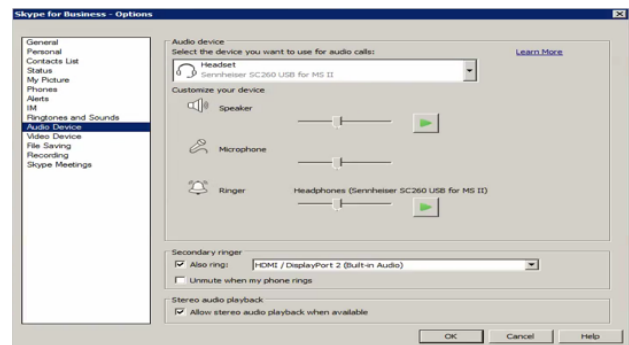 Skype for Business - Options
General
Personal
Contacts List
Status
My Picture
Phones
Alerts
IM
Ringtones and Sounds
Audio Device
Video Device
File Saving
Recording
Skype Meetings
Audio device
Select the device you want to use for audio calls:
Learn More
Headset
Sennheiser SC260 USB for MS II
Customize your device
Speaker
Microphone
Ringer
Headphones (Sennheiser SC260 USB for MS II)
Secondary ringer
Also ring:
HDMI / DisplayPort 2 (Built-in Audio)
Unmute when my phone rings
Stereo audio playback
Allow stereo audio playback when available
OK
Cancel
Help